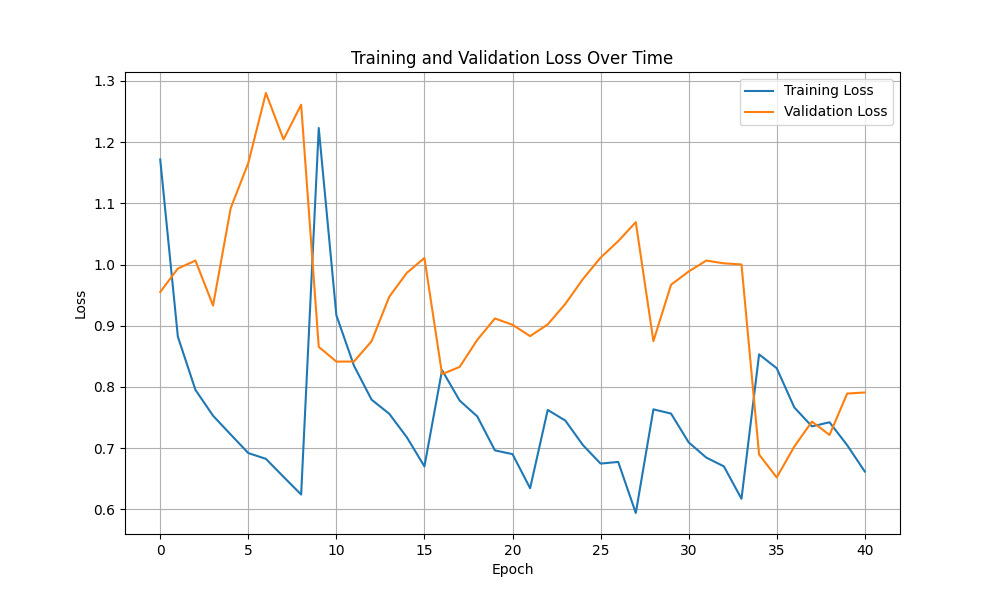 Training and Validation Loss Over Time
Training Loss
Validation Loss
1.3
1.2
1.1
1.0
0.9
0.8
0.7
0.6
Loss
0 5 10 15 20 25 30 35 40
Epoch